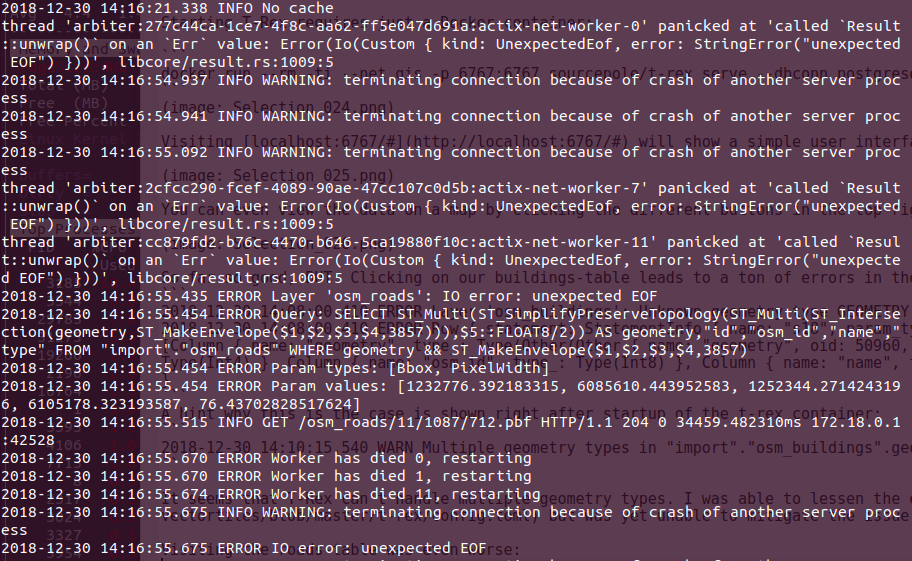 2018-12-30 14:16:21.338 INFO No cache
thread 'arbiter:277c44ca-1ce7-4f8c-aa62-ff5e047d691a:actix-net-worker-0' panicked at 'called `Result
::unwrap()` on an `Err` value: Error(Io(Custom { kind: UnexpectedEof, error: StringError("unexpected
 EOF") }))', libcore/result.rs:1009:5
2018-12-30 14:16:54.387 INFO WARNING: terminating connection because of crash of another server proc
ess
2018-12-30 14:16:54.941 INFO WARNING: terminating connection because of crash of another server proc
ess
2018-12-30 14:16:55.092 INFO WARNING: terminating connection because of crash of another server proc
ess
thread 'arbiter:2cfcc290-fcef-4089-90ae-47cc107c0d5b:actix-net-worker-7' panicked at 'called `Result
::unwrap()` on an `Err` value: Error(Io(Custom { kind: UnexpectedEof, error: StringError("unexpected
 EOF") }))', libcore/result.rs:1009:5
thread 'arbiter:cc879fd2-b76c-4470-b646-5ca19880f10c:actix-net-worker-11' panicked at 'called `Resul
t::unwrap()` on an `Err` value: Error(Io(Custom { kind: UnexpectedEof, error: StringError("unexpecte
d EOF") }))', libcore/result.rs:1009:5
2018-12-30 14:16:55.435 ERROR Layer 'osm_roads': IO error: unexpected EOF
2018-12-30 14:16:55.454 ERROR Query: SELECT ST_Multi(ST_SimplifyPreserveTopology(ST_Multi(ST_Interse
ction(geometry,ST_MakeEnvelope($1,$2,$3,$4,3857))),$5::FLOAT8/2)) AS geometry,"id","osm_id","name","
type" FROM "import"."osm_roads" WHERE geometry && ST_MakeEnvelope($1,$2,$3,$4,3857)
2018-12-30 14:16:55.454 ERROR Param types: [Bbox, PixelWidth]
2018-12-30 14:16:55.454 ERROR Param values: [1232776.392183315, 6085610.443952583, 1252344.271424319
6, 6105178.323193587, 76.43702828517624]
2018-12-30 14:16:55.515 INFO GET /osm_roads/11/1087/712.pbf HTTP/1.1 204 0 34459.482310ms 172.18.0.1
:42528
2018-12-30 14:16:55.670 ERROR Worker has died 0, restarting
2018-12-30 14:16:55.670 ERROR Worker has died 1, restarting
2018-12-30 14:16:55.674 ERROR Worker has died 11, restarting
2018-12-30 14:16:55.675 INFO WARNING: terminating connection because of crash of another server proc
ess
2018-12-30 14:16:55.675 ERROR IO error: unexpected EOF